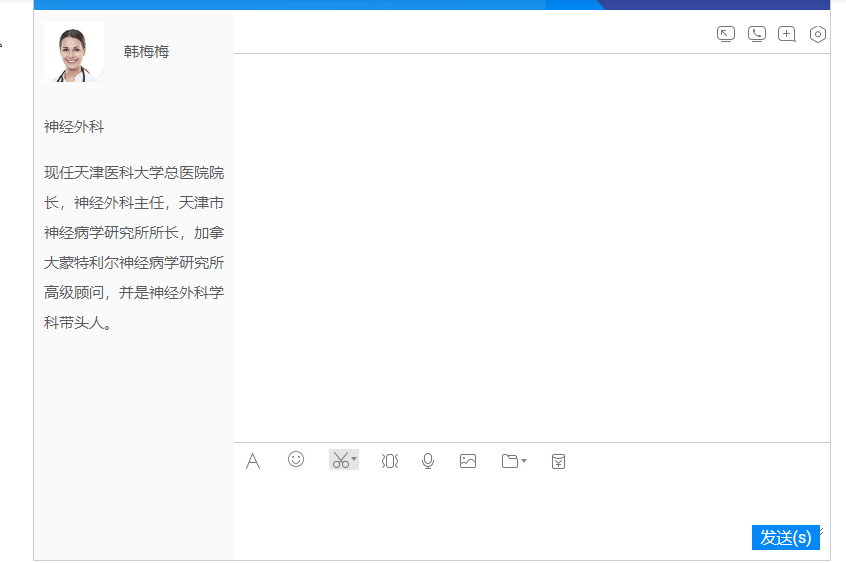 。
韩梅梅
神经外科
现任天津医科大学总医院院
长，神经外科主任，天津市
神经病学研究所所长，加拿
大蒙特利尔神经病学研究所
高级顾问，并是神经外科学
科带头人。
发送(s)